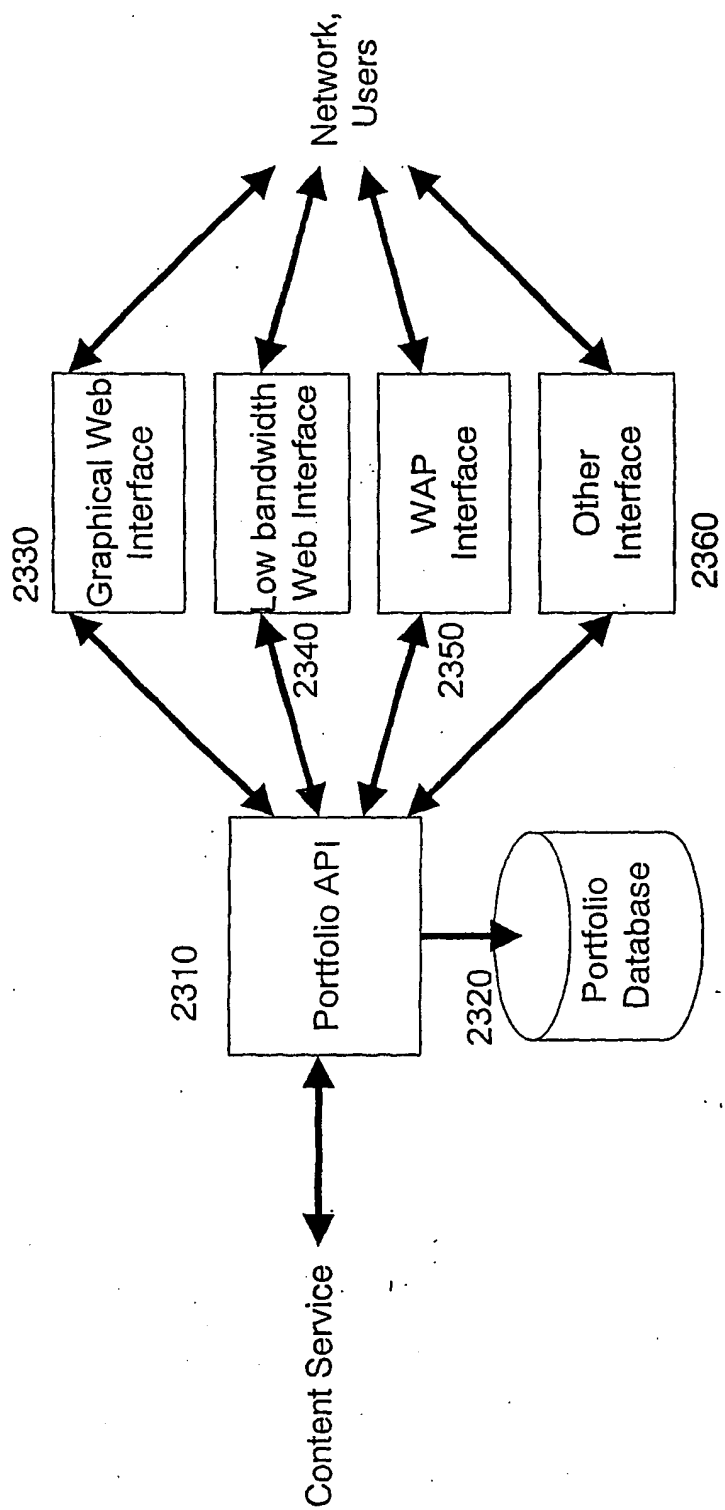 Content Service
2310
Portfolio API
2320
Portfolio
Database
2330
Graphical Web
Interface
Low bandwidth
Web Interface
2340
WAP
Interface
2350
Other
Interface
2360
Network,
Users